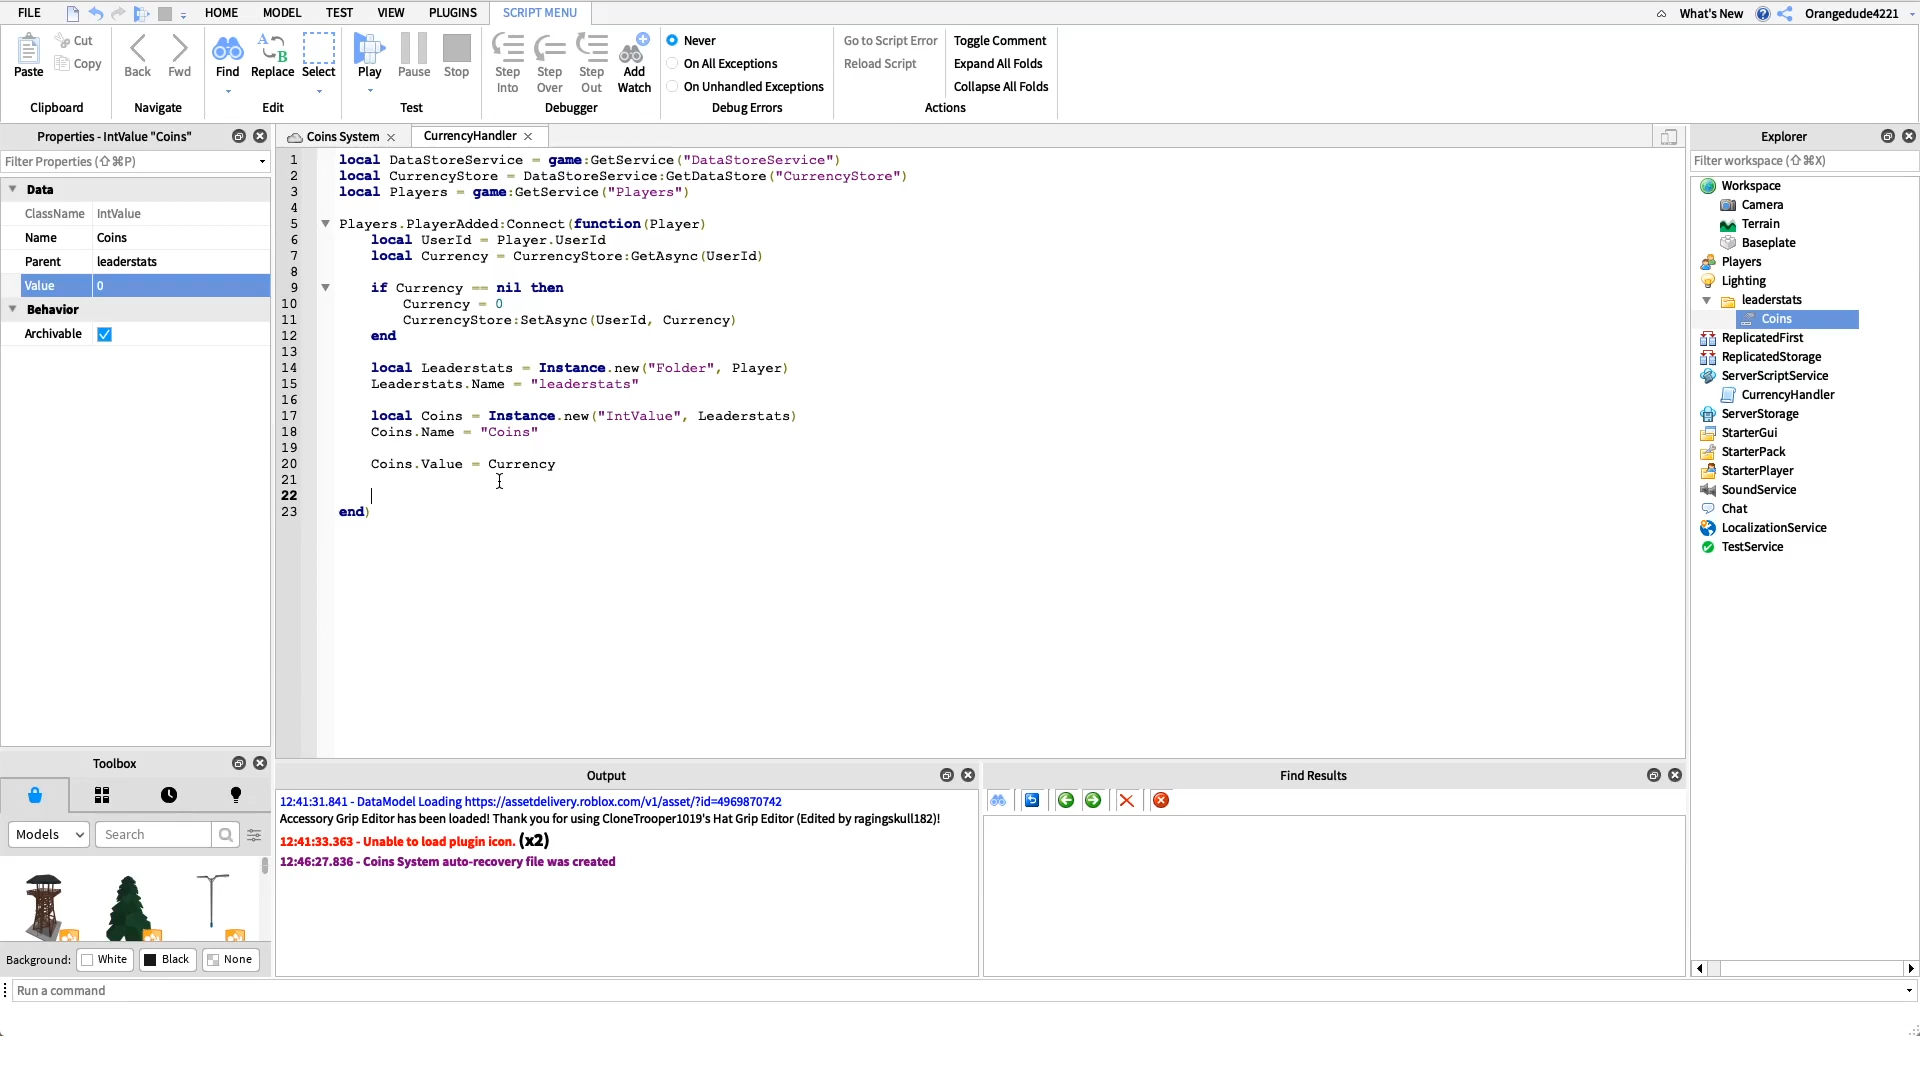 FILE HOME MODEL TEST VIEW PLUGINS SCRIPT MENU What's New Orangedude4221
Paste Cut Copy Clipboard
Back Fwd Navigate
Find Replace Select Edit
Play Pause Stop Test
Step Into Step Over Step Out Add Watch Debugger
Never
On All Exceptions
On Unhandled Exceptions
Debug Errors
Go to Script Error
Reload Script
Toggle Comment
Expand All Folds
Collapse All Folds
Actions
Properties - IntValue "Coins"
Filter Properties (⇧⌘P)
Data
ClassName IntValue
Name Coins
Parent leaderstats
Value 0
Behavior
Archivable
Coins System CurrencyHandler
1 local DataStoreService = game:GetService("DataStoreService")
2 local CurrencyStore = DataStoreService:GetDataStore("CurrencyStore")
3 local Players = game:GetService("Players")
4
5 Players.PlayerAdded:Connect(function(Player)
6 local UserId = Player.UserId
7 local Currency = CurrencyStore:GetAsync(UserId)
8
9 if Currency == nil then
10 Currency = 0
11 CurrencyStore:SetAsync(UserId, Currency)
12 end
13
14 local Leaderstats = Instance.new("Folder", Player)
15 Leaderstats.Name = "leaderstats"
16
17 local Coins = Instance.new("IntValue", Leaderstats)
18 Coins.Name = "Coins"
19
20 Coins.Value = Currency
21
22
23 end)
Explorer
Filter workspace (⇧⌘X)
Workspace
Camera
Terrain
Baseplate
Players
Lighting
leaderstats
Coins
ReplicatedFirst
ReplicatedStorage
ServerScriptService
CurrencyHandler
ServerStorage
StarterGui
StarterPack
StarterPlayer
SoundService
Chat
LocalizationService
TestService
Toolbox
Models Search
Background: White Black None
Output
12:41:31.841 - DataModel Loading https://assetdelivery.roblox.com/v1/asset/?id=4969870742
Accessory Grip Editor has been loaded! Thank you for using CloneTrooper1019's Hat Grip Editor (Edited by ragingskull182)!
12:41:33.363 - Unable to load plugin icon. (x2)
12:46:27.836 - Coins System auto-recovery file was created
Find Results
Run a command